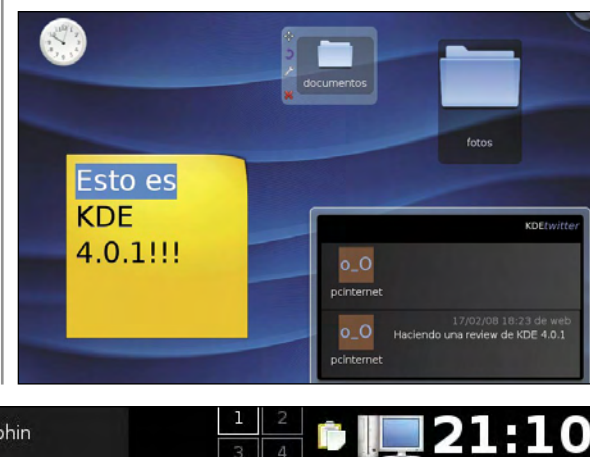 documentos
fotos
Esto es
KDE
4.0.1!!!
KDEtwitter
o_O
pcinternet
17/02/08 18:23 de web
o_O
Haciendo una review de KDE 4.0.1
pcinternet
phin
1 2
3 4
21:10